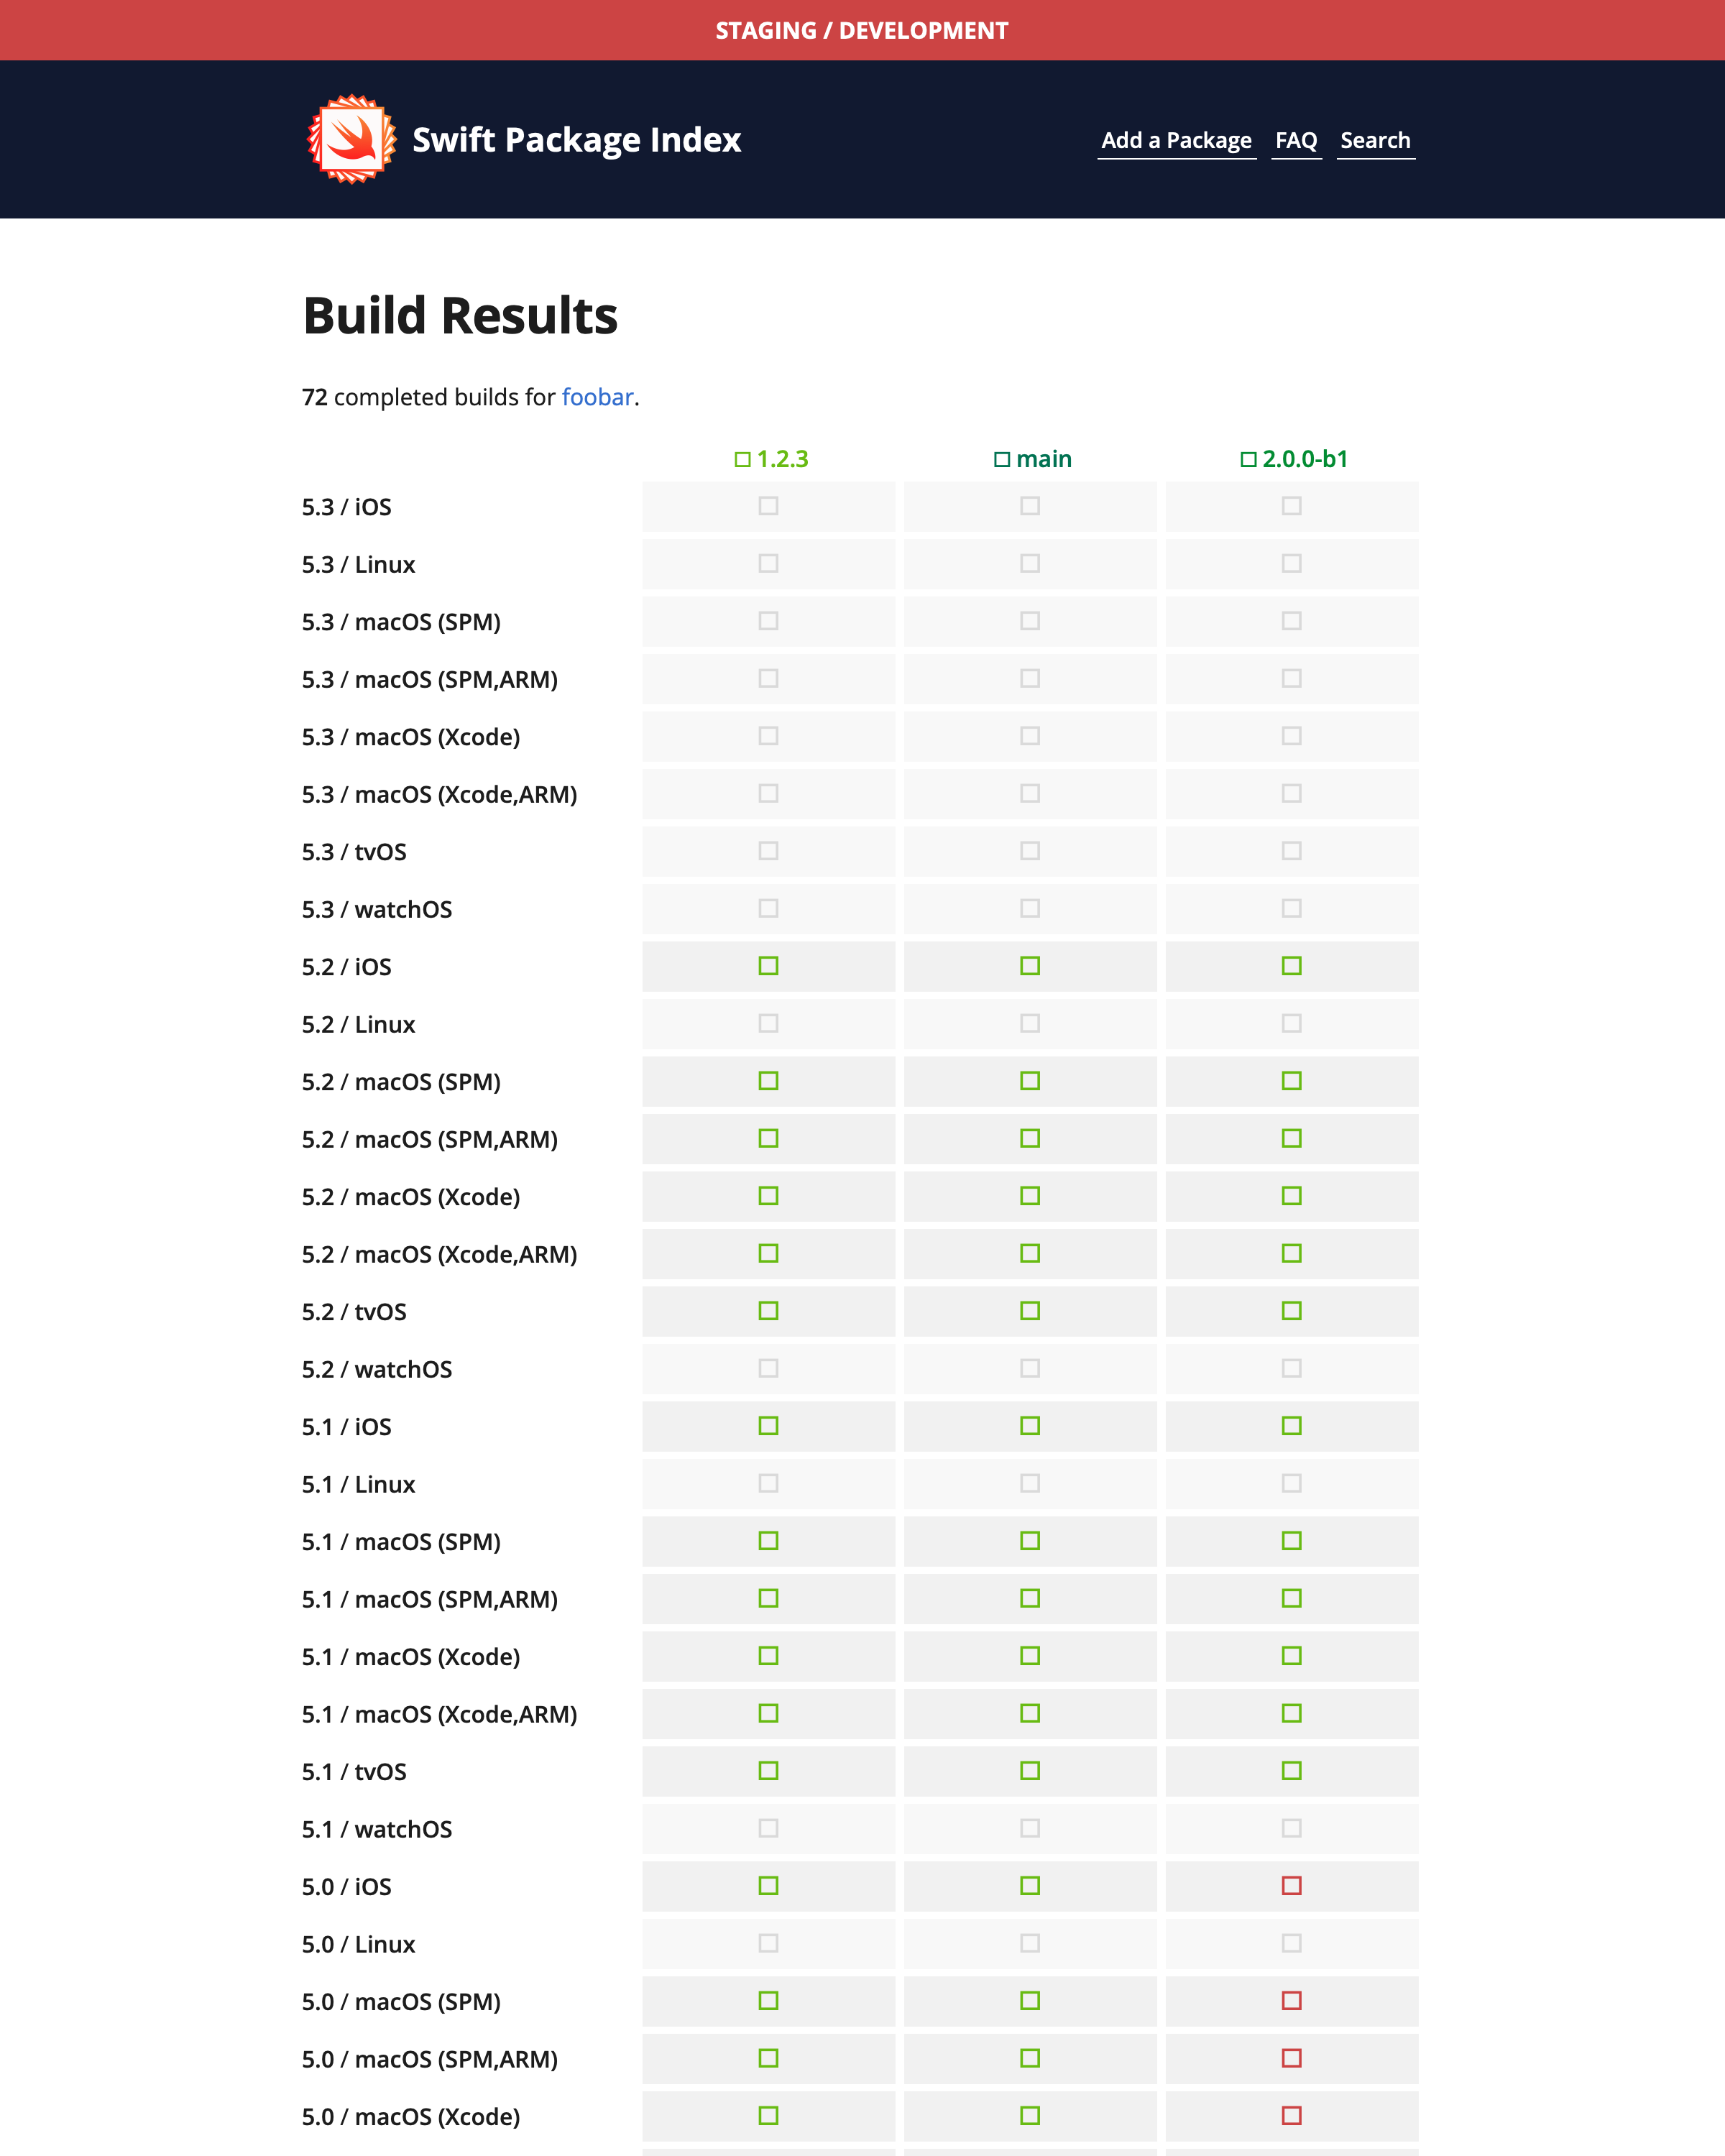 STAGING / DEVELOPMENT
Swift Package Index
Add a Package FAQ Search
Build Results
72 completed builds for foobar.
1.2.3 main 2.0.0-b1
5.3 / iOS
5.3 / Linux
5.3 / macOS (SPM)
5.3 / macOS (SPM,ARM)
5.3 / macOS (Xcode)
5.3 / macOS (Xcode,ARM)
5.3 / tvOS
5.3 / watchOS
5.2 / iOS
5.2 / Linux
5.2 / macOS (SPM)
5.2 / macOS (SPM,ARM)
5.2 / macOS (Xcode)
5.2 / macOS (Xcode,ARM)
5.2 / tvOS
5.2 / watchOS
5.1 / iOS
5.1 / Linux
5.1 / macOS (SPM)
5.1 / macOS (SPM,ARM)
5.1 / macOS (Xcode)
5.1 / macOS (Xcode,ARM)
5.1 / tvOS
5.1 / watchOS
5.0 / iOS
5.0 / Linux
5.0 / macOS (SPM)
5.0 / macOS (SPM,ARM)
5.0 / macOS (Xcode)